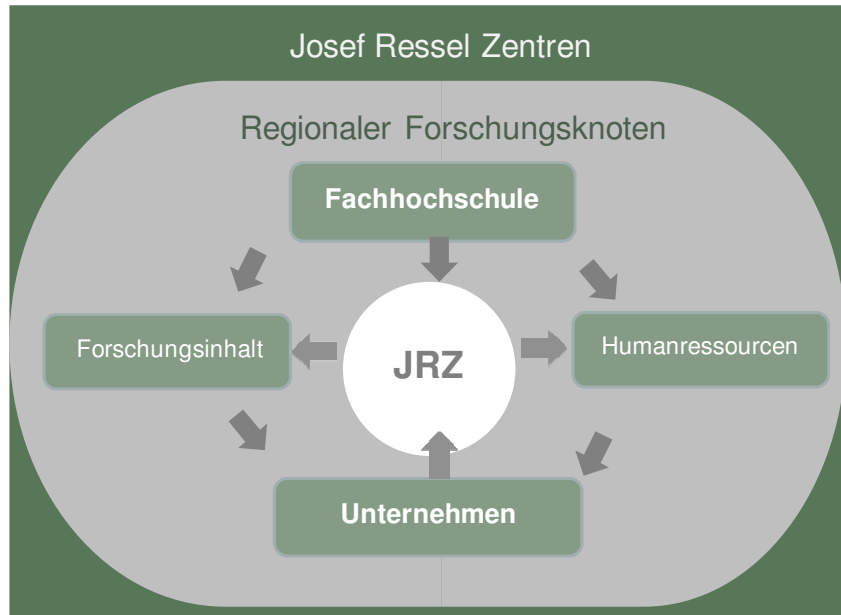 Josef Ressel Zentren
Regionaler Forschungsknoten
Fachhochschule
Forschungsinhalt
JRZ
Humanressourcen
Unternehmen